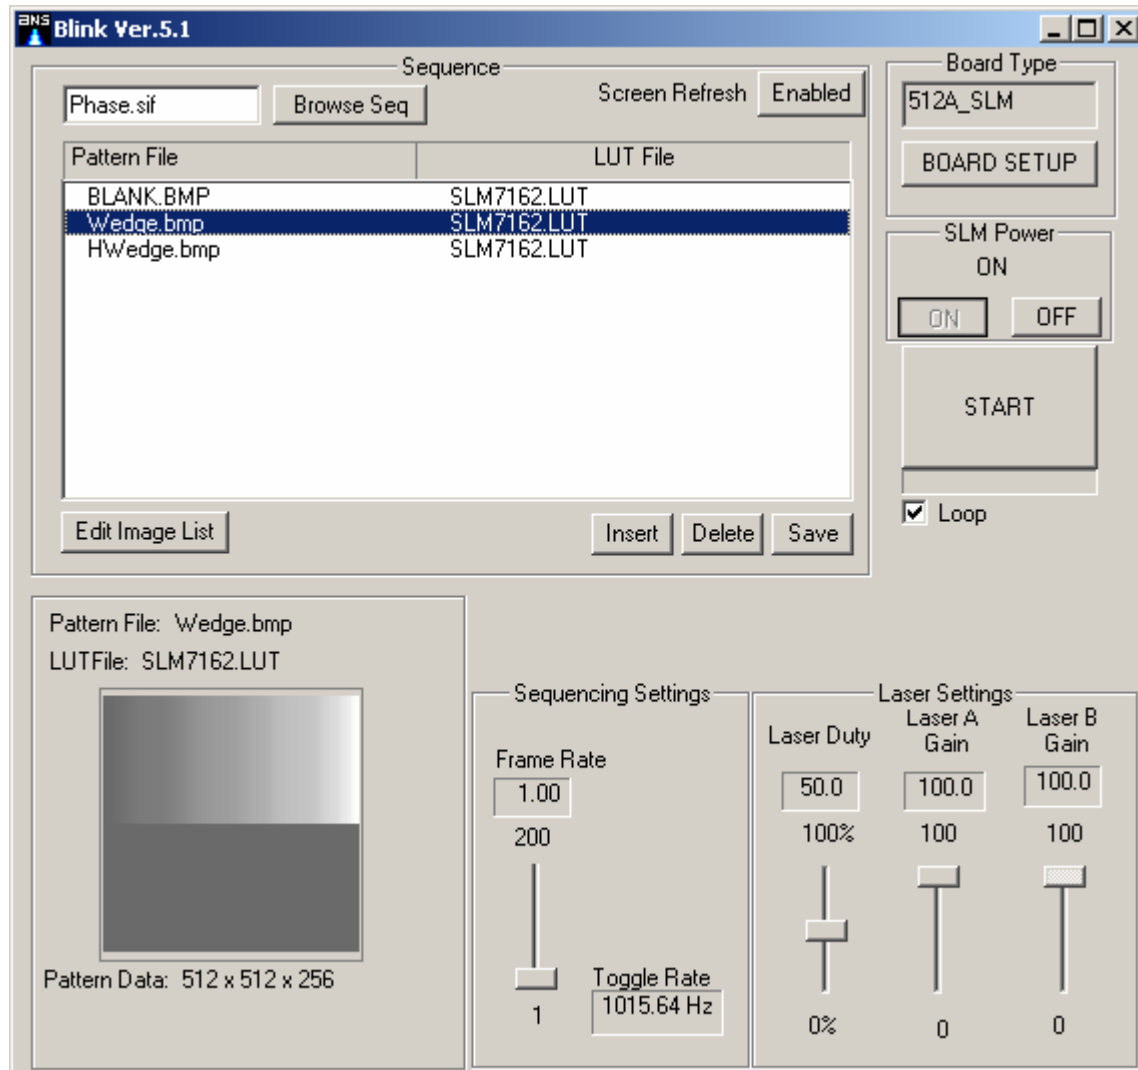 BNS Blink Ver.5.1
Sequence
Board Type
Phase.sif Browse Seq Screen Refresh Enabled
512A_SLM
Pattern File LUT File
BOARD SETUP
BLANK.BMP SLM7162.LUT
Wedge.bmp SLM7162.LUT
HWedge.bmp SLM7162.LUT
SLM Power
ON
ON OFF
START
Loop
Edit Image List Insert Delete Save
Pattern File: Wedge.bmp
LUTFile: SLM7162.LUT
Pattern Data: 512 x 512 x 256
Sequencing Settings
Frame Rate
1.00
200
1
Toggle Rate
1015.64 Hz
Laser Settings
Laser Duty
50.0
100%
0%
Laser A
Gain
100.0
100
0
Laser B
Gain
100.0
100
0